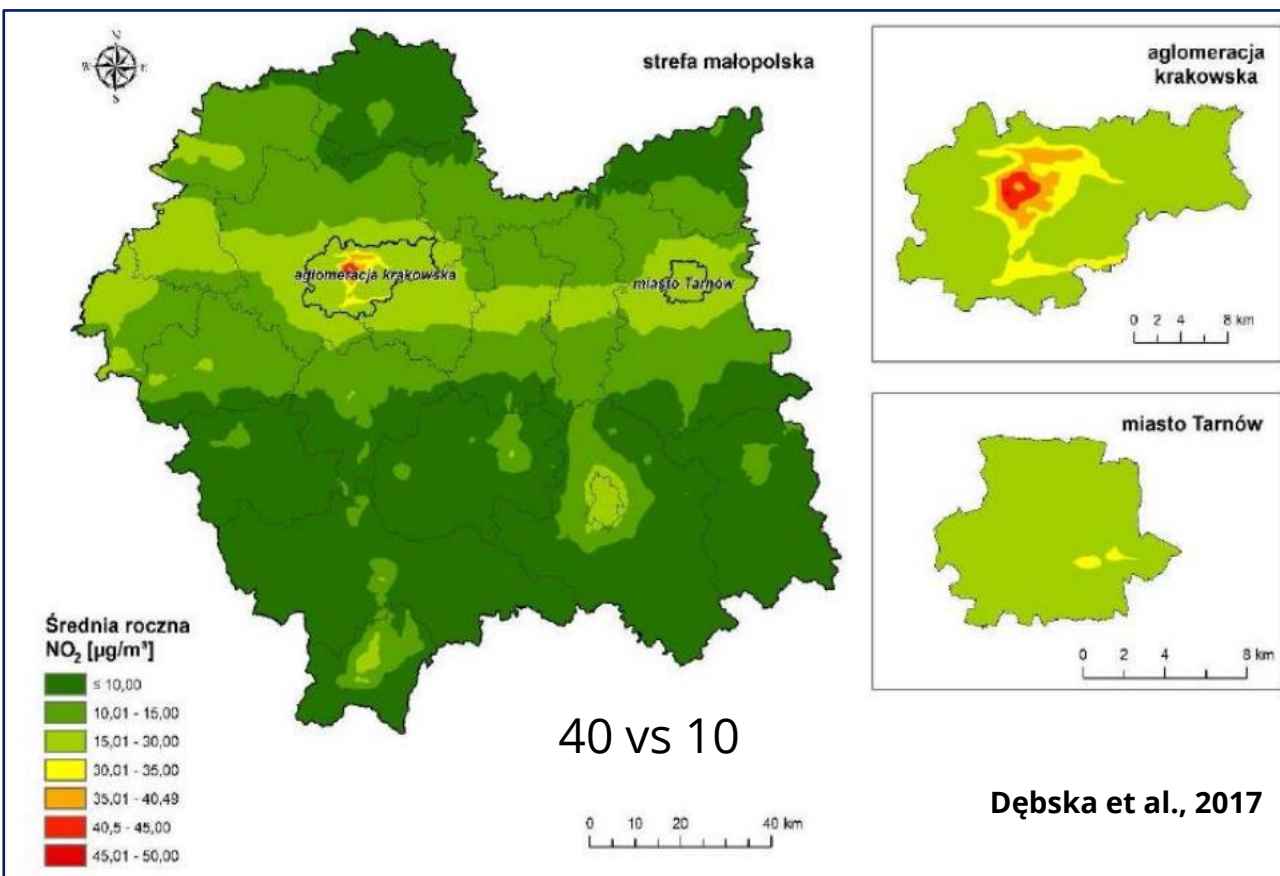 N
W
E
S
strefa małopolska
aglomeracja krakowska
miasto Tarnów
Średnia roczna
NO₂ [µg/m³]
≤ 10,00
10,01 - 15,00
15,01 - 30,00
30,01 - 35,00
35,01 - 40,49
40,5 - 45,00
45,01 - 50,00
40 vs 10
0 10 20 40 km
aglomeracja
krakowska
0 2 4 8 km
miasto Tarnów
0 2 4 8 km
Dębska et al., 2017